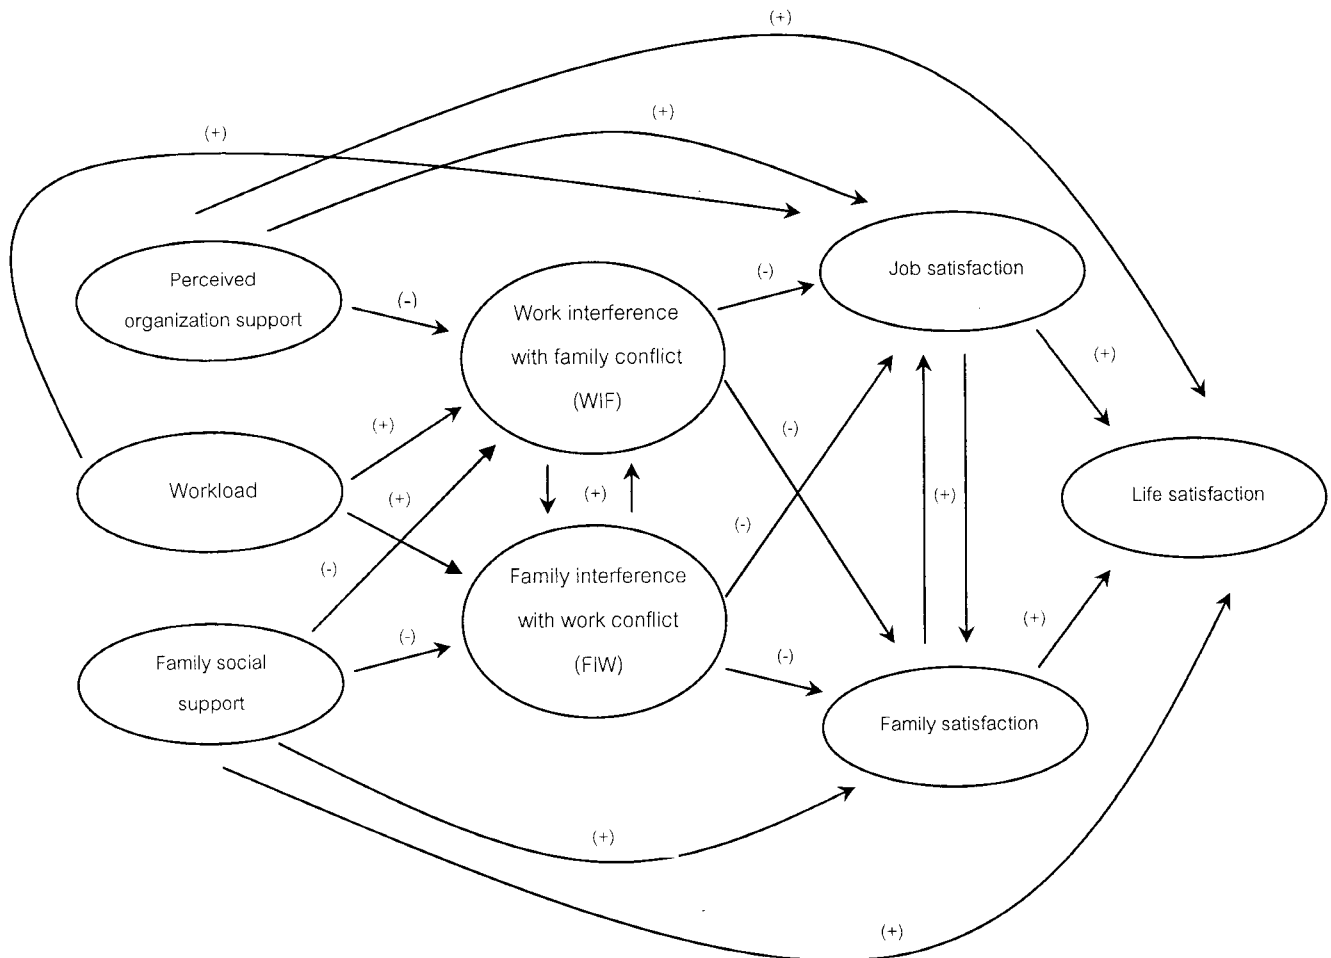 (+)
(+)
(+)
Perceived
organization support
(-)
Work interference
with family conflict
(WIF)
(-)
Job satisfaction
(+)
(+)
(-)
Workload
(+)
(+)
(+)
Life satisfaction
(-)
(-)
Family interference
with work conflict
(FIW)
Family social
support
(-)
(-)
(+)
Family satisfaction
(+)
(+)